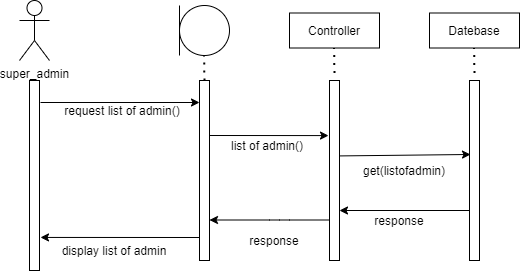 Controller
Datebase
super_admin
request list of admin()
list of admin()
get(listofadmin)
response
response
display list of admin